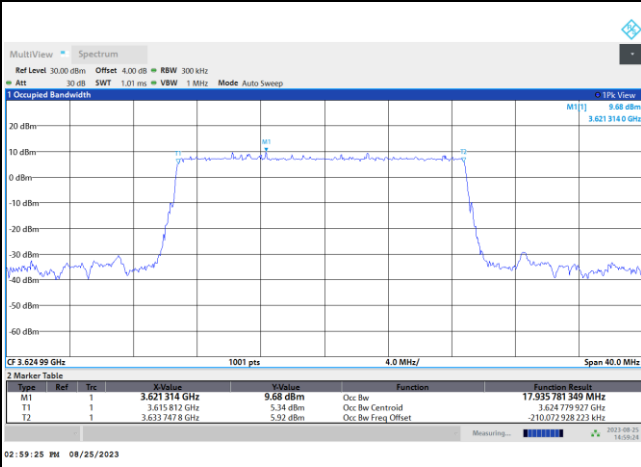 MultiView Spectrum
Ref Level 30.00 dBm Offset 4.00 dB RBW 300 kHz
Att 30 dB SWT 1.01 ms VBW 1 MHz Mode Auto Sweep
1 Occupied Bandwidth 1Pk View
M1[1] 9.68 dBm
3.621 314 0 GHz
20 dBm
M1
T1 T2
10 dBm
0 dBm
-10 dBm
-20 dBm
-30 dBm
-40 dBm
-50 dBm
-60 dBm
CF 3.624 99 GHz 1001 pts 4.0 MHz/ Span 40.0 MHz
2 Marker Table
Type Ref Trc X-Value Y-Value Function Function Result
M1 1 3.621 314 GHz 9.68 dBm Occ Bw 17.935 781 349 MHz
T1 1 3.615 812 GHz 5.34 dBm Occ Bw Centroid 3.624 779 927 GHz
T2 1 3.633 747 8 GHz 5.92 dBm Occ Bw Freq Offset -210.072 928 223 kHz
Measuring... 2023-08-25
14:59:24
02:59:25 PM 08/25/2023